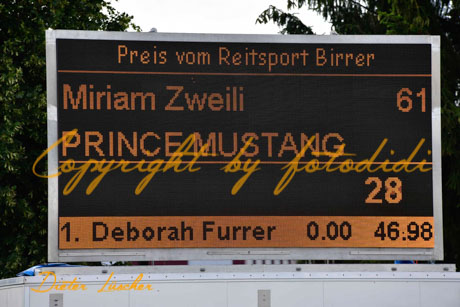 Preis vom Reitsport Birrer
Miriam Zweili 61
PRINCE MUSTANG
Copyright by fotodidi
28
1. Deborah Furrer 0.00 46.98
Dieter Lüscher